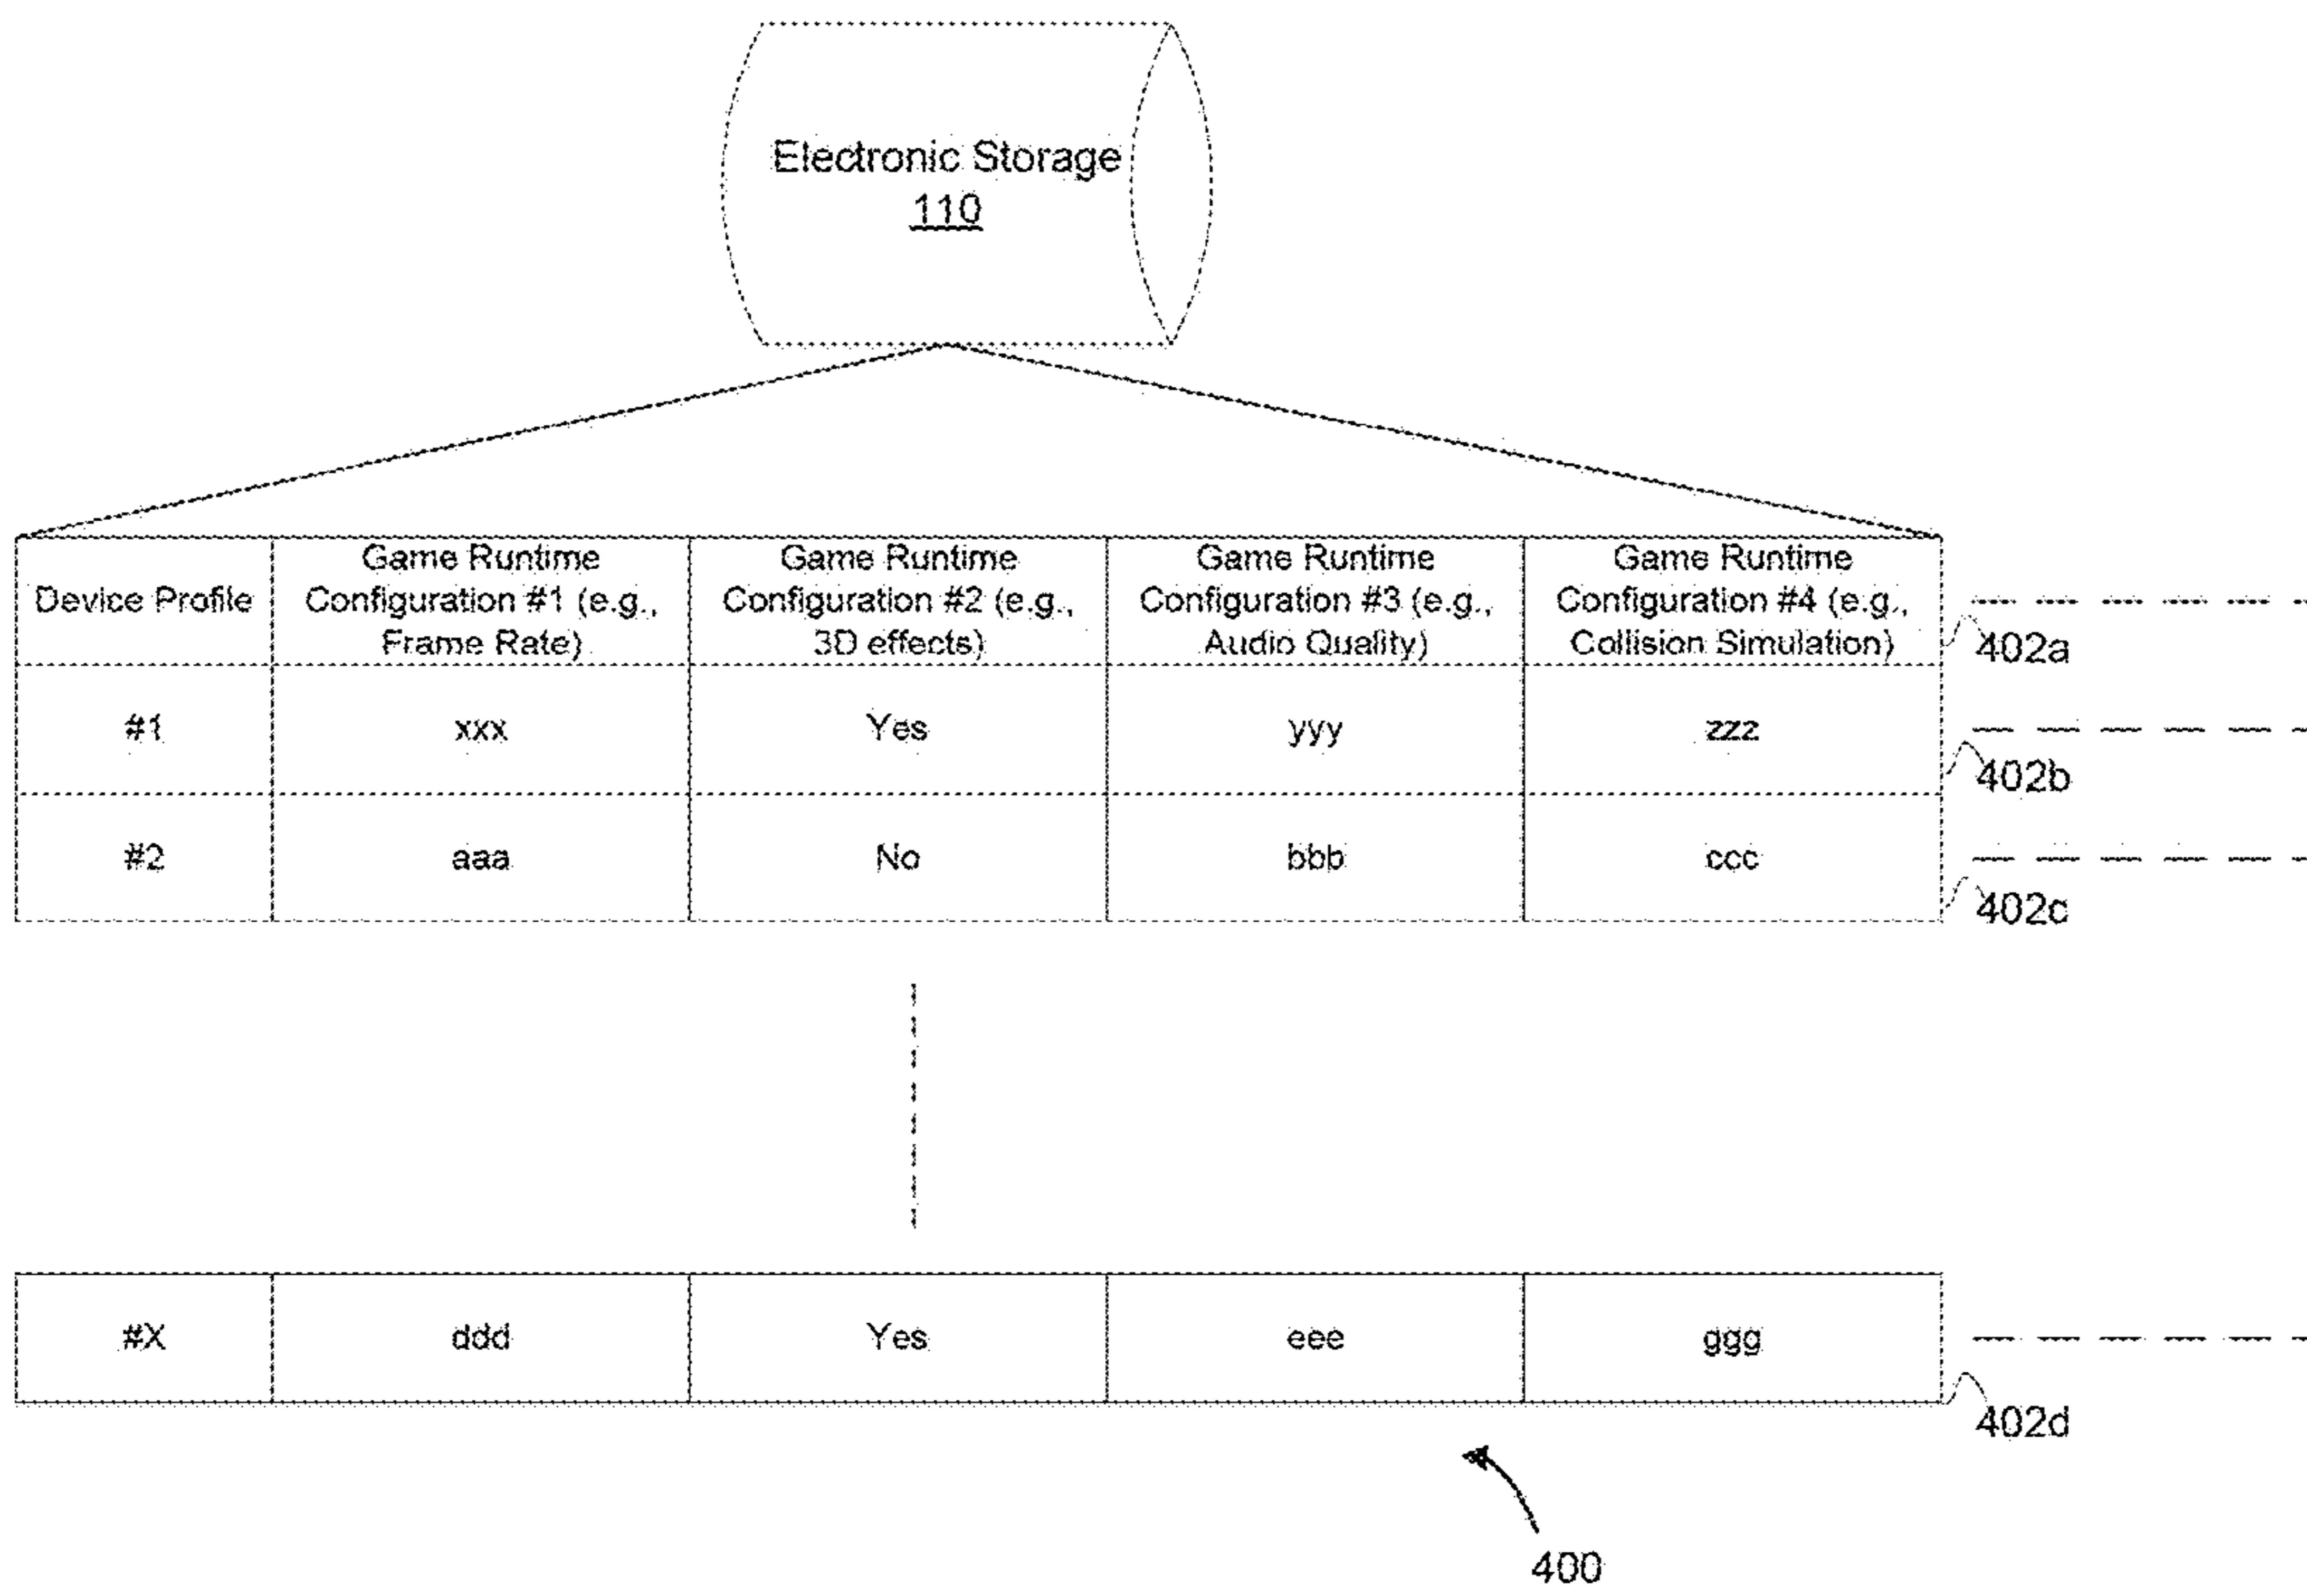 Electronic Storage
110
Device Profile
Game Runtime
Configuration #1 (e.g.,
Frame Rate)
Game Runtime
Configuration #2 (e.g.,
3D effects)
Game Runtime
Configuration #3 (e.g.,
Audio Quality)
Game Runtime
Configuration #4 (e.g.,
Collision Simulation)
402a
#1
xxx
Yes
yyy
zzz
402b
#2
aaa
No
bbb
ccc
402c
#X
ddd
Yes
eee
ggg
402d
400